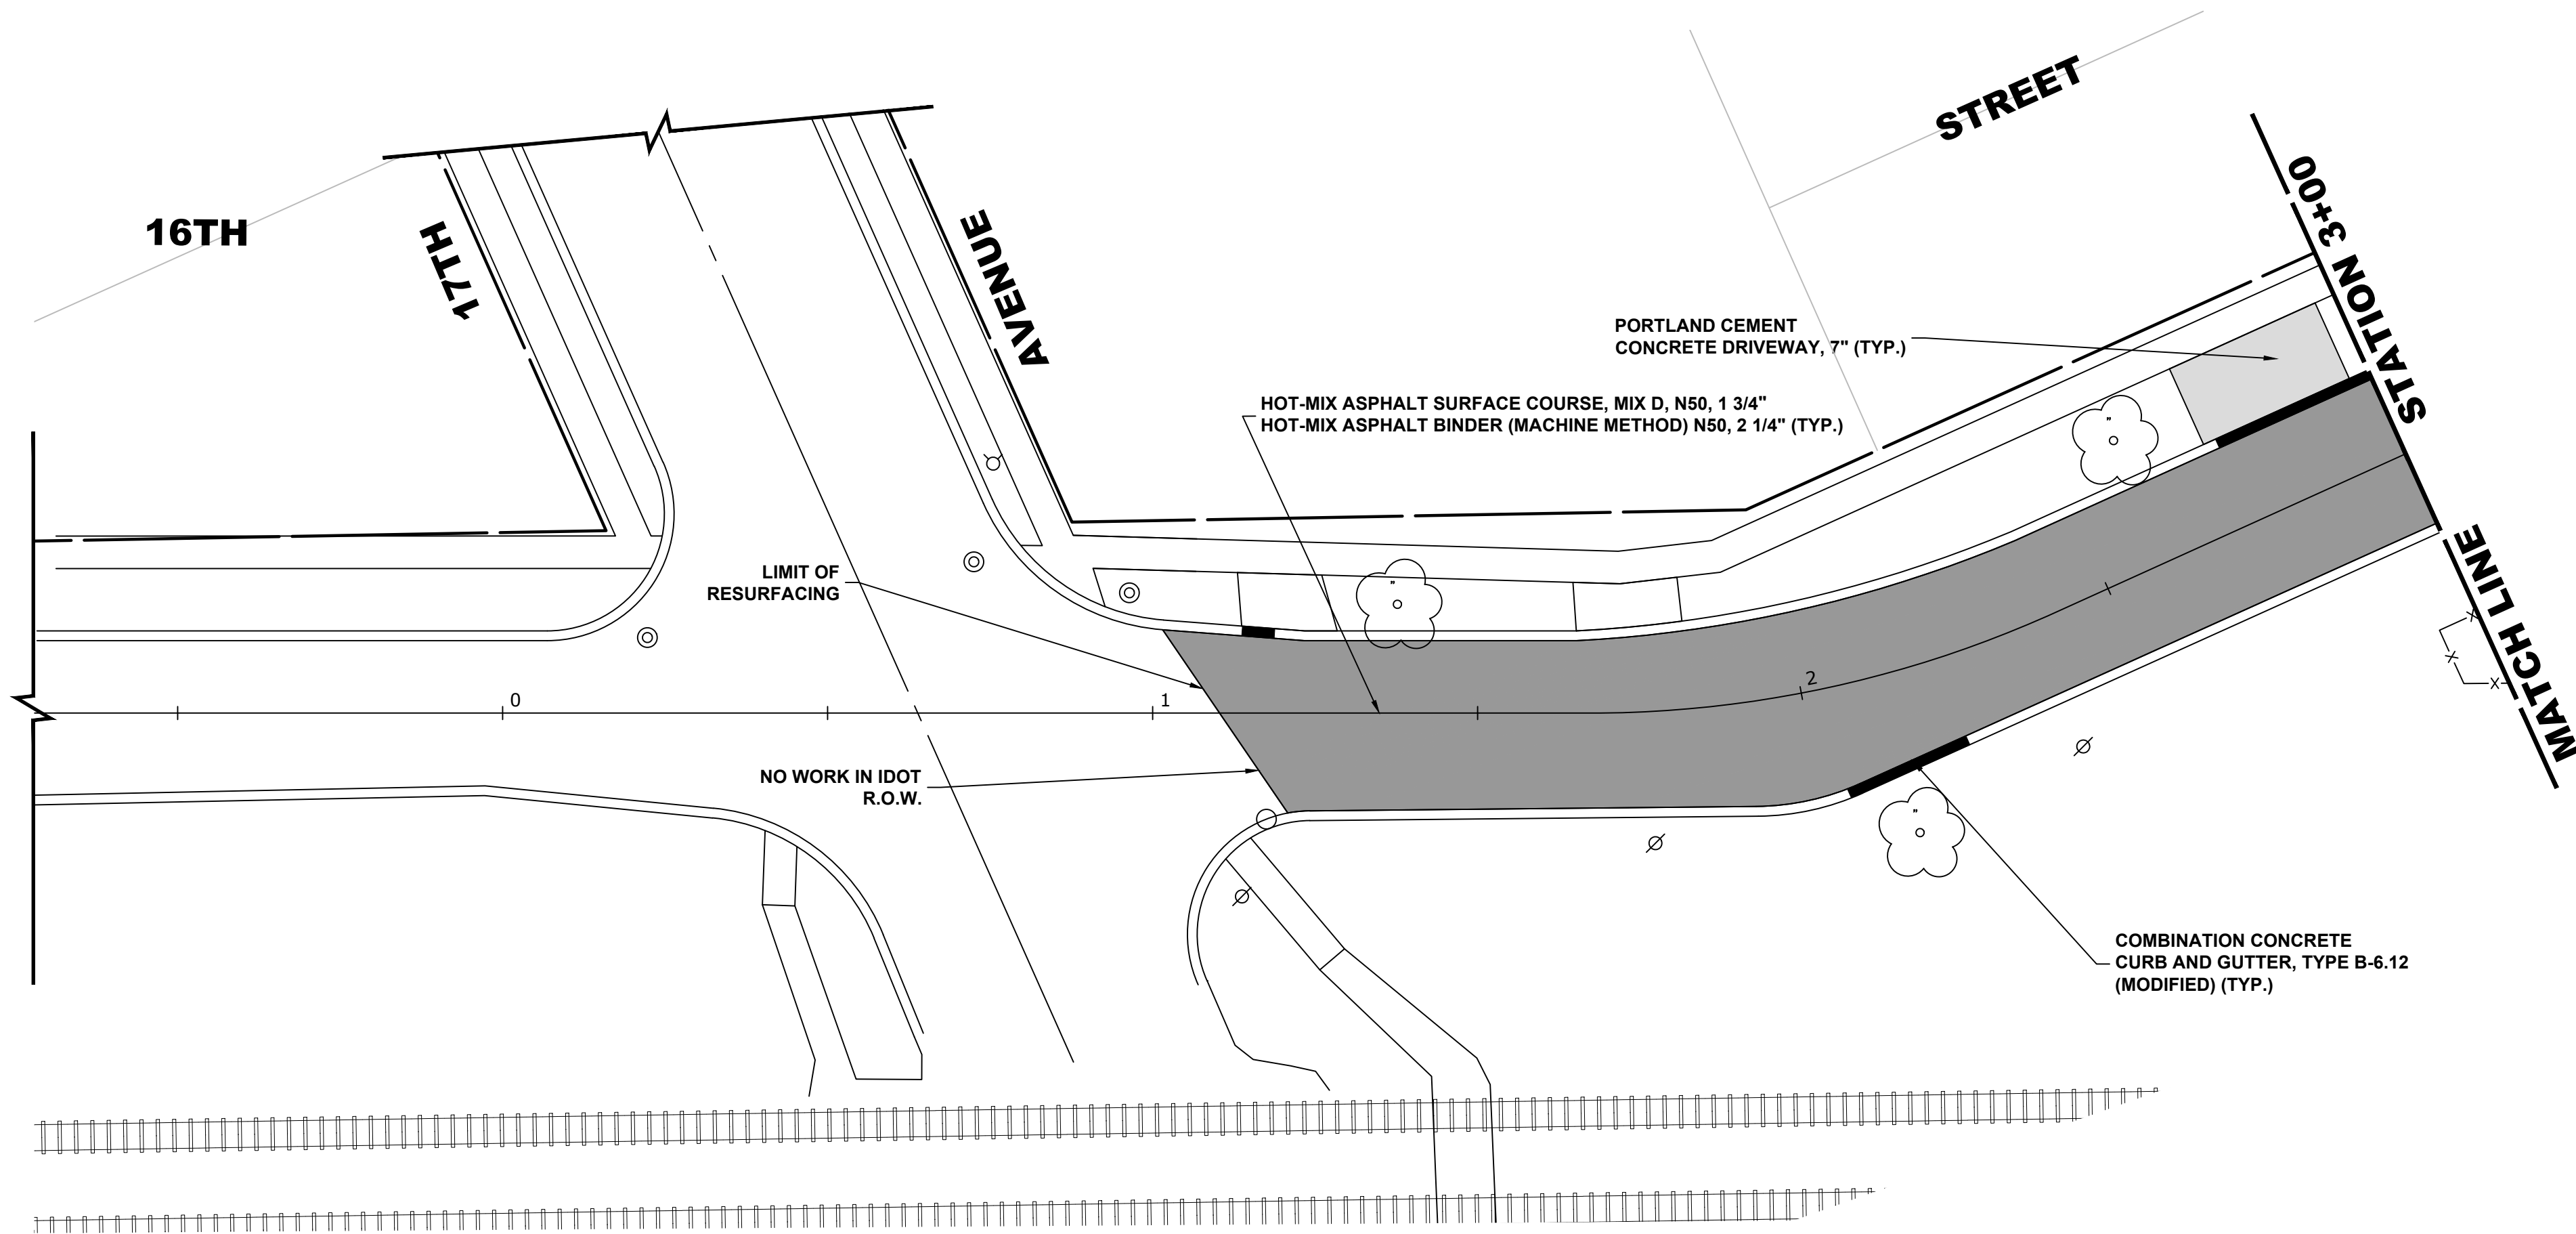 STREET
STATION 3+00
16TH
17TH
AVENUE
PORTLAND CEMENT
CONCRETE DRIVEWAY, 7" (TYP.)
HOT-MIX ASPHALT SURFACE COURSE, MIX D, N50, 1 3/4"
HOT-MIX ASPHALT BINDER (MACHINE METHOD) N50, 2 1/4" (TYP.)
"
"
LIMIT OF
RESURFACING
MATCH LINE
X
X
X
0
1
2
NO WORK IN IDOT
R.O.W.
"
COMBINATION CONCRETE
CURB AND GUTTER, TYPE B-6.12
(MODIFIED) (TYP.)